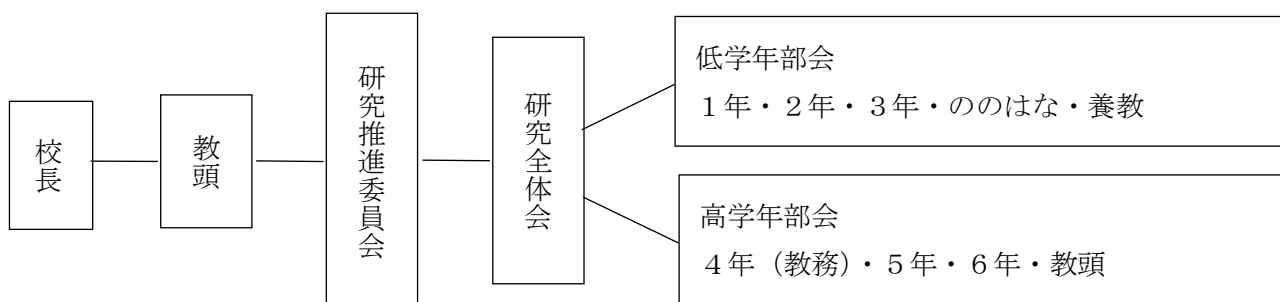 校長
教頭
研究推進委員会
研究全体会
低学年部会
１年・２年・３年・ののはな・養教
高学年部会
４年（教務）・５年・６年・教頭